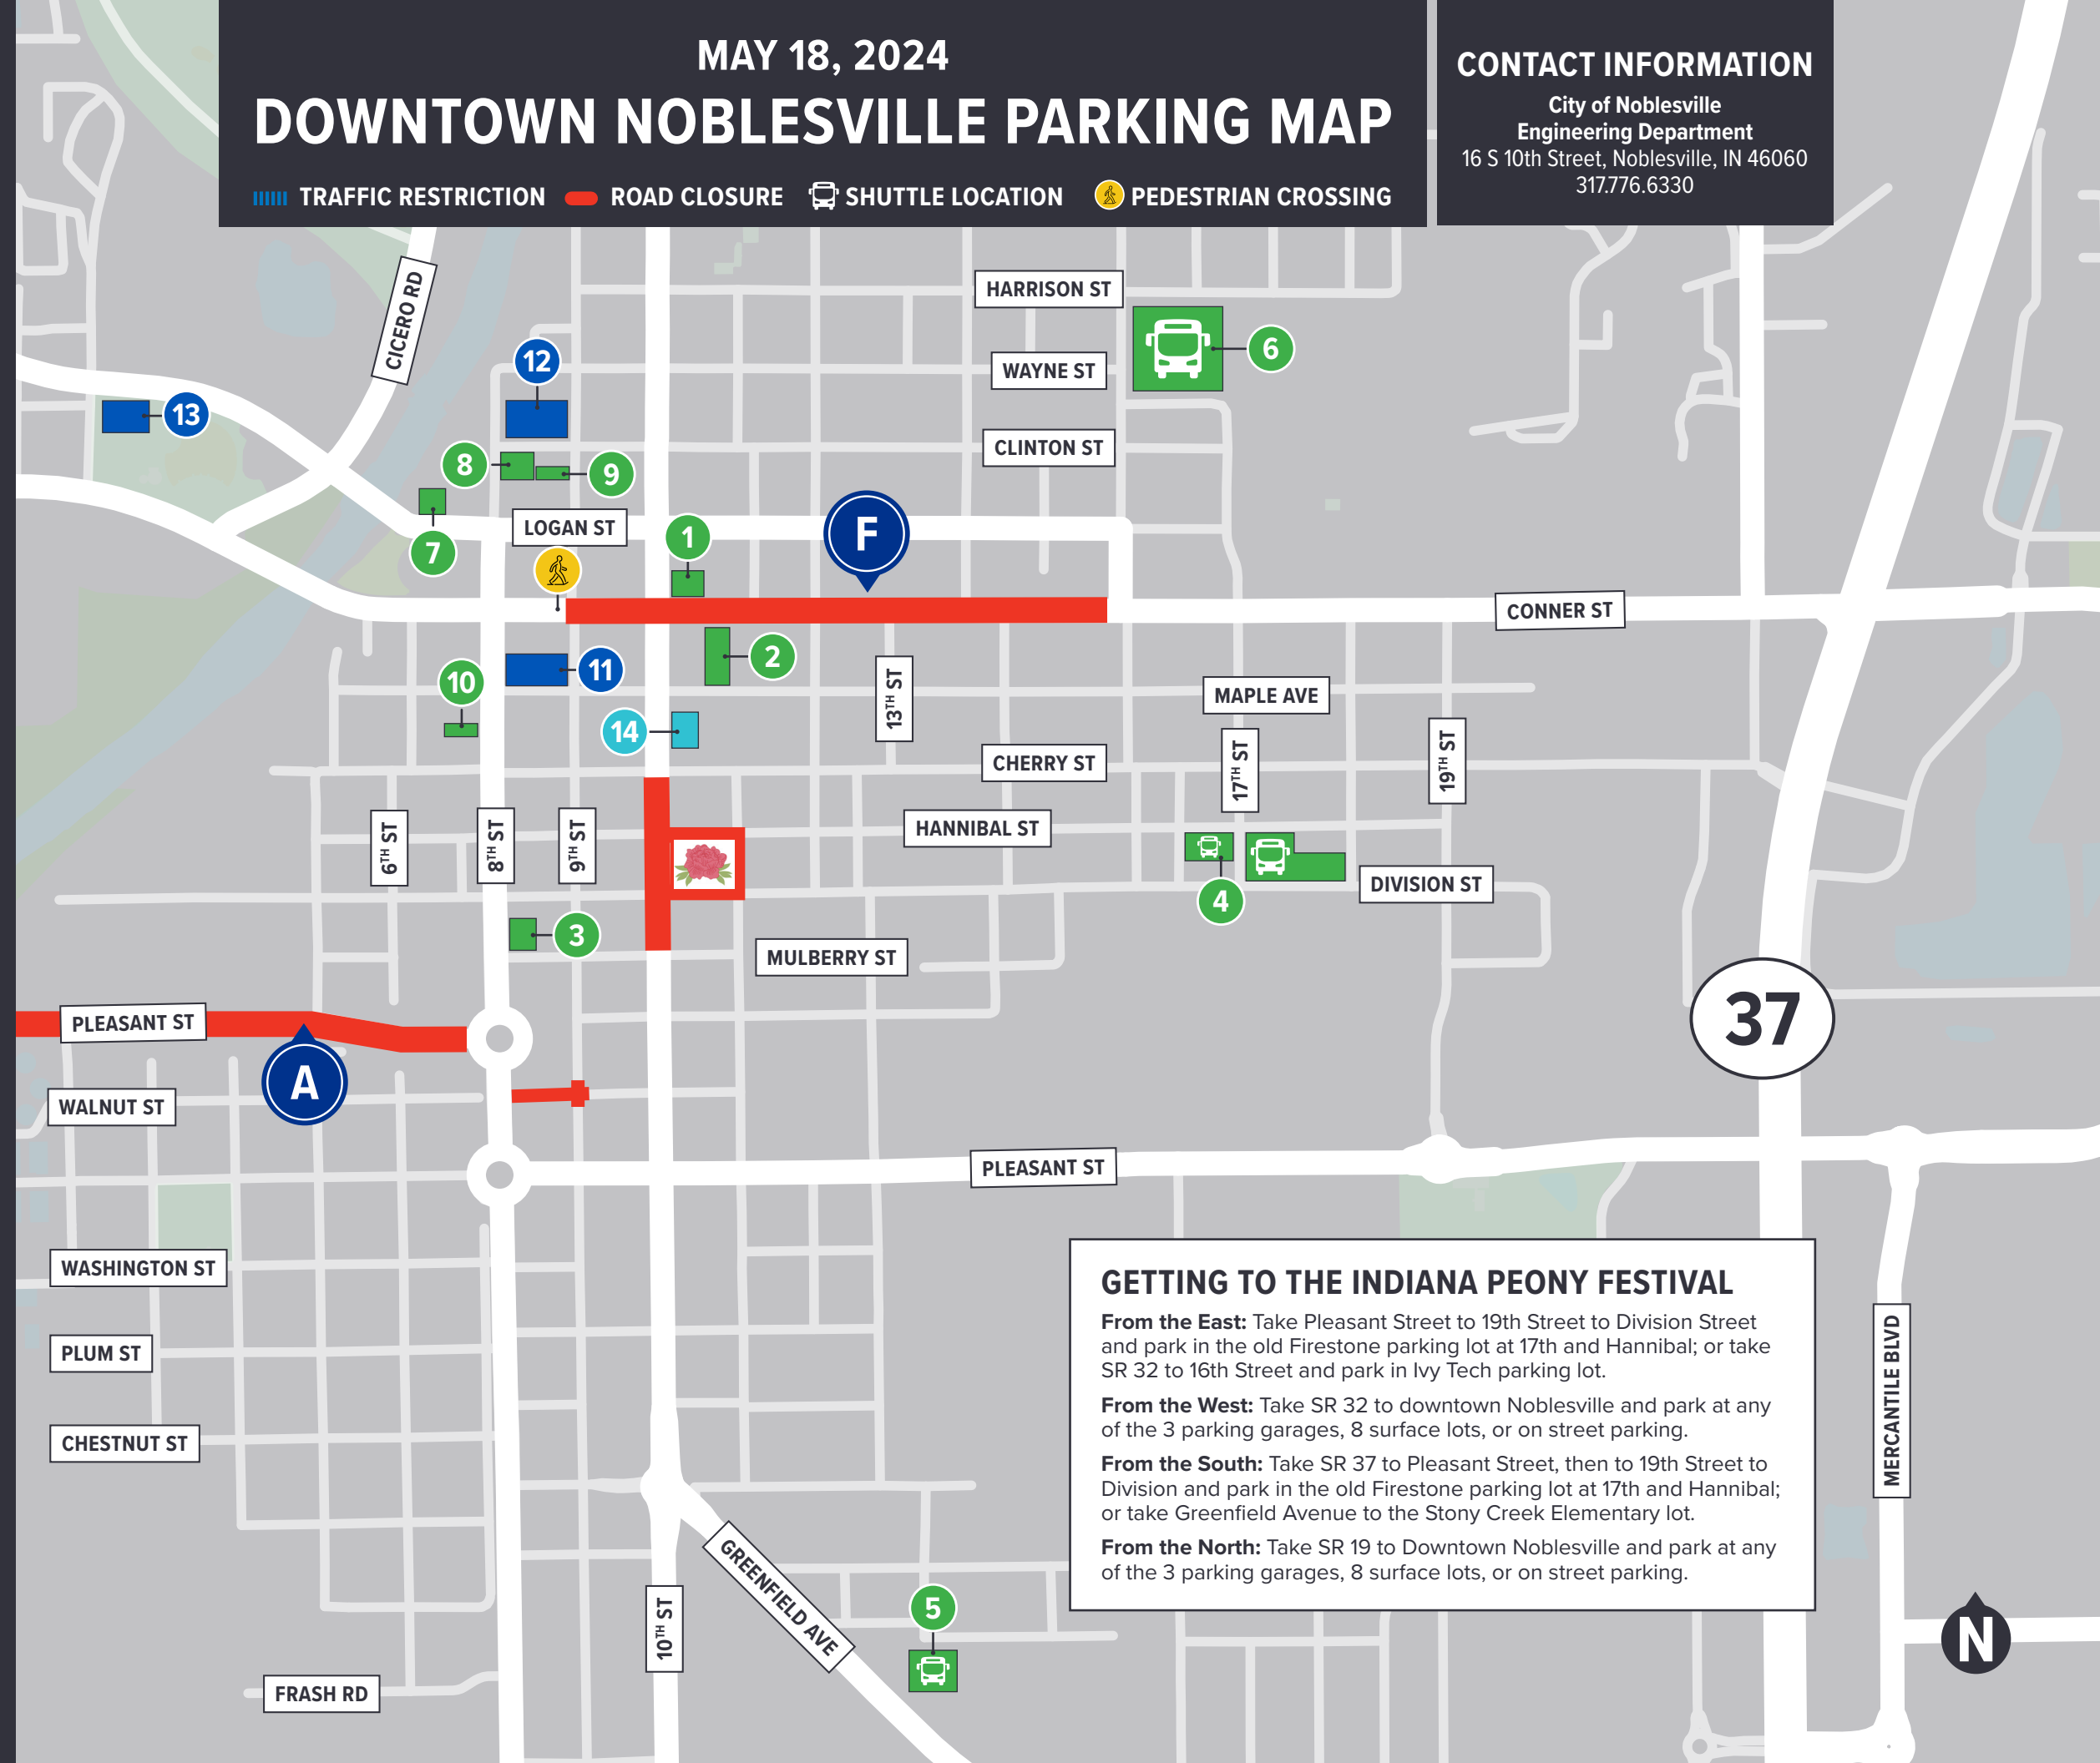 MAY 18, 2024
DOWNTOWN NOBLESVILLE PARKING MAP
TRAFFIC RESTRICTION
ROAD CLOSURE
SHUTTLE LOCATION
PEDESTRIAN CROSSING
CONTACT INFORMATION
City of Noblesville
Engineering Department
16 S 10th Street, Noblesville, IN 46060
317.776.6330
CICERO RD
HARRISON ST
6
12
WAYNE ST
13
CLINTON ST
8
9
LOGAN ST
1
F
7
CONNER ST
2
11
10
13TH ST
MAPLE AVE
14
CHERRY ST
17TH ST
19TH ST
HANNIBAL ST
6TH ST
8TH ST
9TH ST
DIVISION ST
4
3
MULBERRY ST
PLEASANT ST
37
A
WALNUT ST
PLEASANT ST
WASHINGTON ST
PLUM ST
CHESTNUT ST
GETTING TO THE INDIANA PEONY FESTIVAL
From the East: Take Pleasant Street to 19th Street to Division Street
and park in the old Firestone parking lot at 17th and Hannibal; or take
SR 32 to 16th Street and park in Ivy Tech parking lot.
From the West: Take SR 32 to downtown Noblesville and park at any
of the 3 parking garages, 8 surface lots, or on street parking.
From the South: Take SR 37 to Pleasant Street, then to 19th Street to
Division and park in the old Firestone parking lot at 17th and Hannibal;
or take Greenfield Avenue to the Stony Creek Elementary lot.
From the North: Take SR 19 to Downtown Noblesville and park at any
of the 3 parking garages, 8 surface lots, or on street parking.
MERCANTILE BLVD
GREENFIELD AVE
10TH ST
5
N
FRASH RD